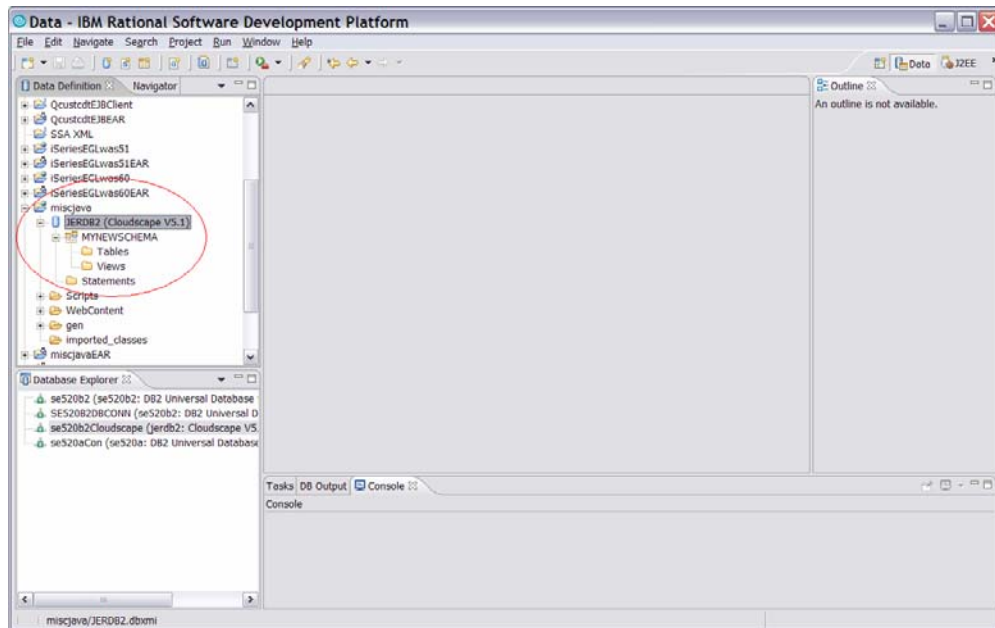 Data - IBM Rational Software Development Platform
File Edit Navigate Search Project Run Window Help
Data J2EE
Data Definition Navigator
QcustcdtEJBClient
QcustcdtEJBEAR
SSA XML
iSeriesEGLwas51
iSeriesEGLwas51EAR
iSeriesEGLwas60
iSeriesEGLwas60EAR
miscjava
JERDB2 (Cloudscape V5.1)
MYNEWSCHEMA
Tables
Views
Statements
Scripts
WebContent
gen
imported_classes
miscjavaEAR
Database Explorer
se520b2 (se520b2: DB2 Universal Database
SE520B2DBCONN (se520b2: DB2 Universal D
se520b2Cloudscape (jerdb2: Cloudscape V5
se520aCon (se520a: DB2 Universal Database
Outline
An outline is not available.
Tasks DB Output Console
Console
miscjava/JERDB2.dbxmi